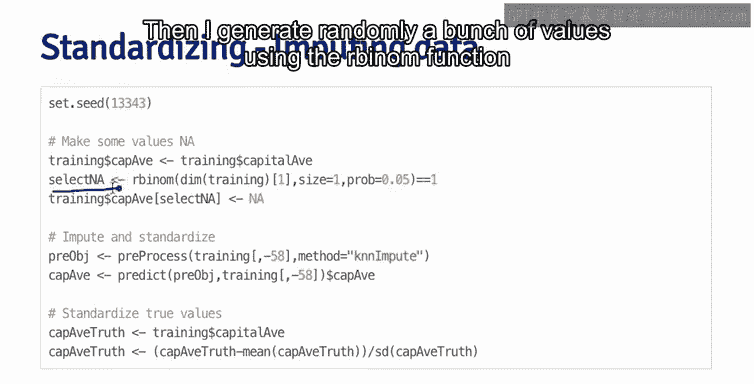 Then I generate randomly a bunch of values
using the rbinom function
Standardizing - Imputing data
set.seed(13343)
# Make some values NA
training$capAve <- training$capitalAve
selectNA <- rbinom(dim(training)[1],size=1,prob=0.05)==1
training$capAve[selectNA] <- NA
# Impute and standardize
preObj <- preProcess(training[,-58],method="knnImpute")
capAve <- predict(preObj,training[,-58])$capAve
# Standardize true values
capAveTruth <- training$capitalAve
capAveTruth <- (capAveTruth-mean(capAveTruth))/sd(capAveTruth)